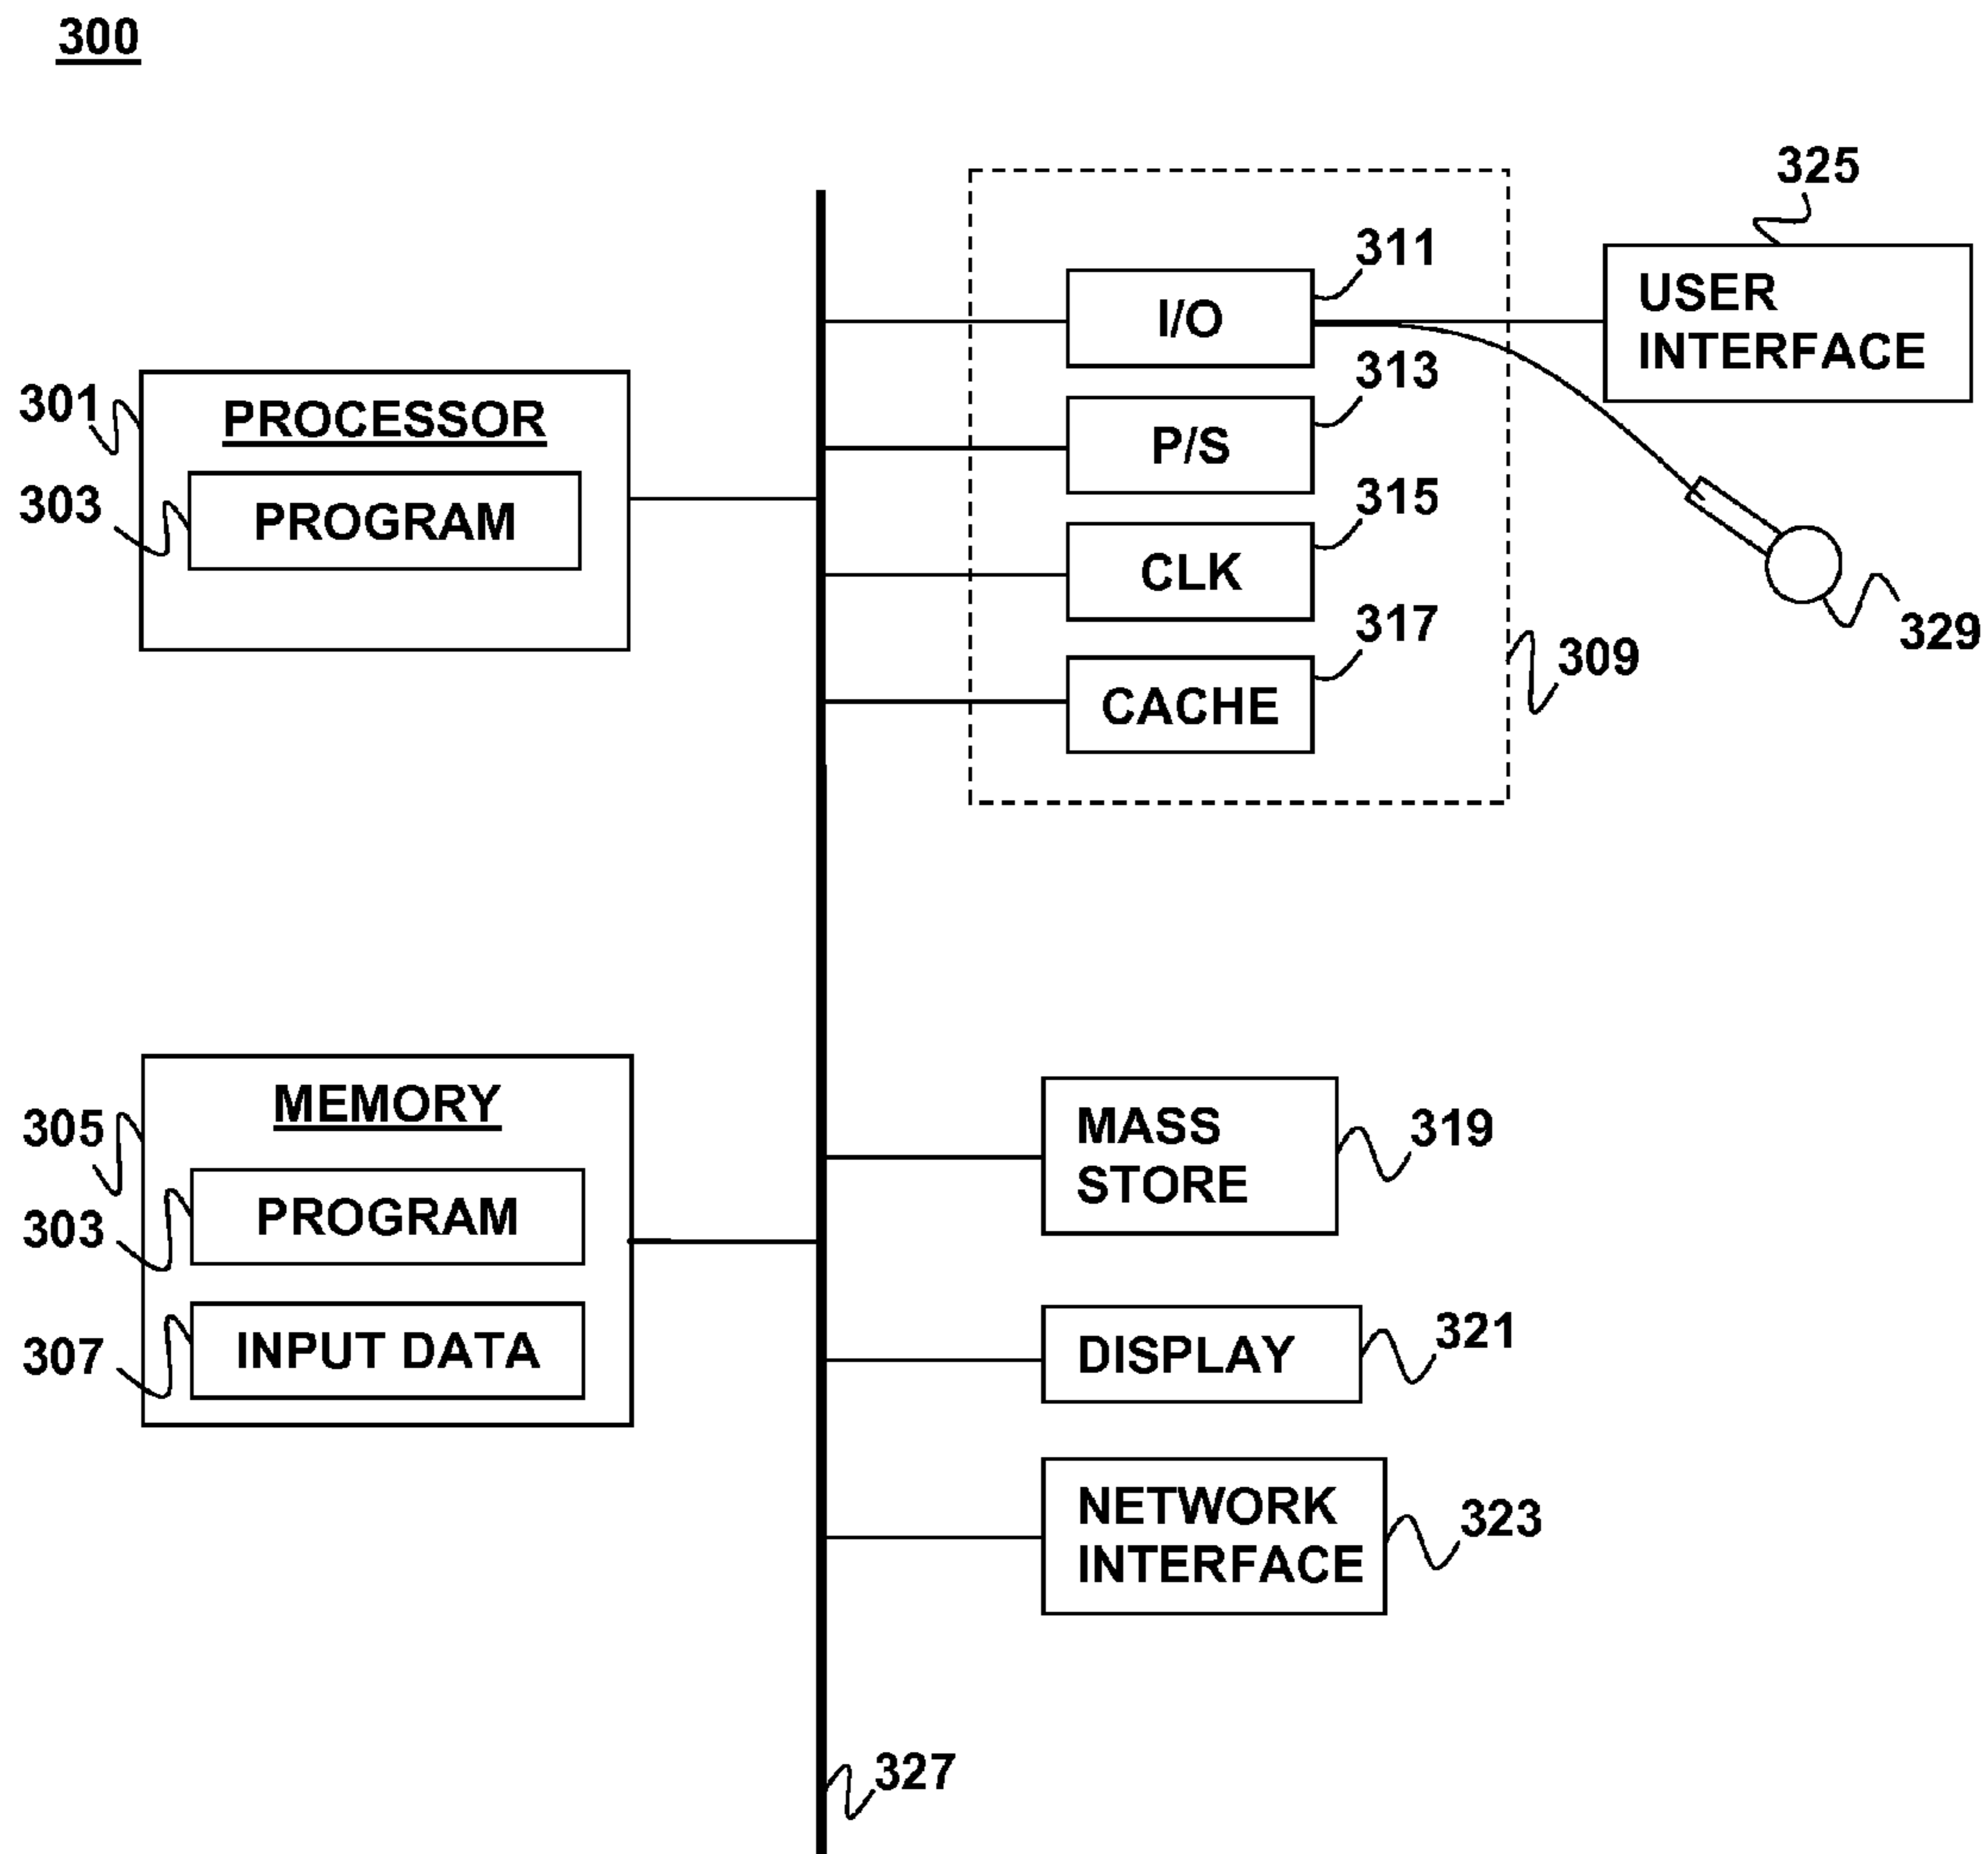 300
325
311
I/O
USER
INTERFACE
313
301
PROCESSOR
P/S
303
PROGRAM
315
CLK
317
329
309
CACHE
MEMORY
305
MASS
STORE
319
303
PROGRAM
307
INPUT DATA
DISPLAY
321
NETWORK
INTERFACE
323
327